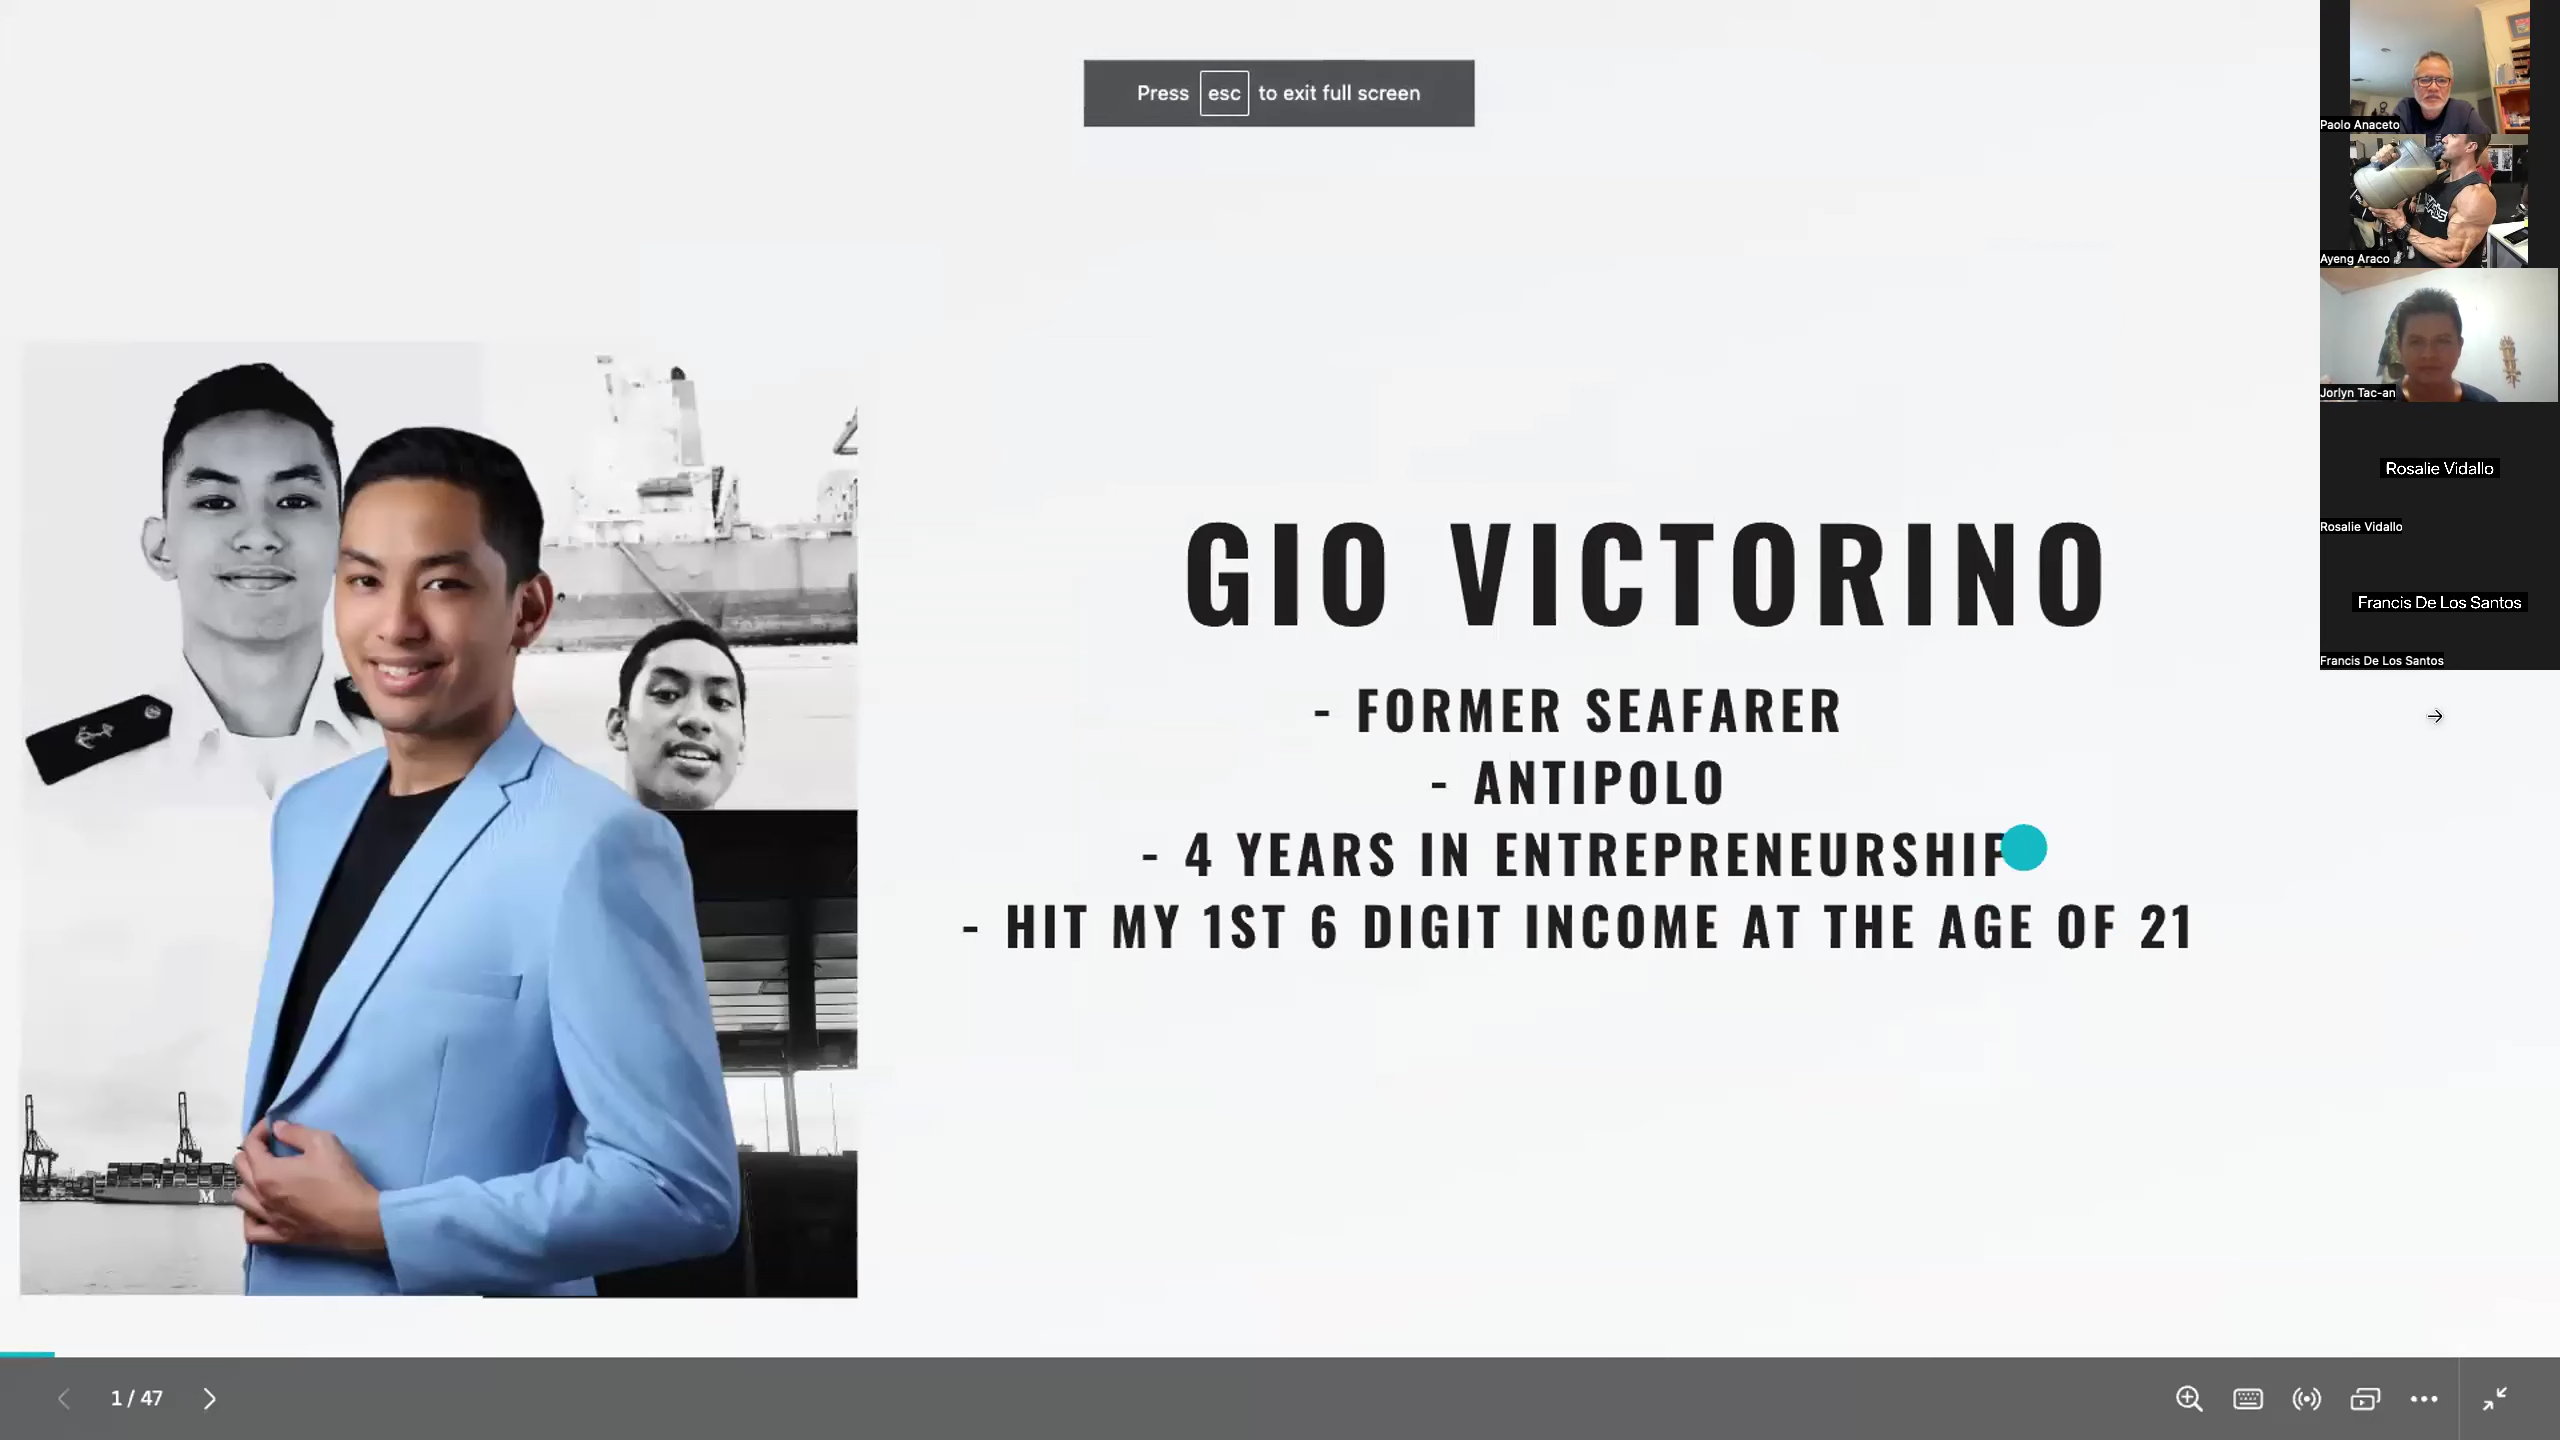 Press esc to exit full screen
Paolo Anaceto
Ayeng Araco
Jorlyn Tac-an
Rosalie Vidallo
Rosalie Vidallo
Francis De Los Santos
Francis De Los Santos
GIO VICTORINO
- FORMER SEAFARER
- ANTIPOLO
- 4 YEARS IN ENTREPRENEURSHIP
- HIT MY 1ST 6 DIGIT INCOME AT THE AGE OF 21
M
1 / 47